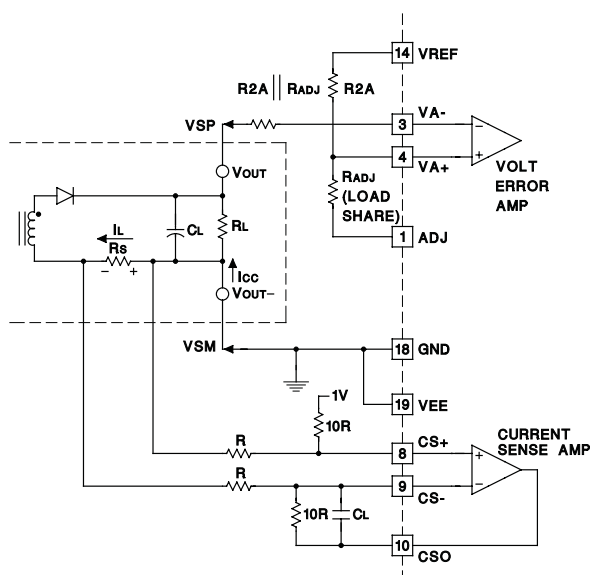 14 VREF
R2A || RADJ R2A
VSP
3 VA-
VOUT
4 VA+
VOLT
ERROR
AMP
RADJ
(LOAD
SHARE)
1 ADJ
IL
RS
- +
CL
RL
ICC
VOUT-
VSM
18 GND
19 VEE
1V
10R
R
8 CS+
CURRENT
SENSE AMP
R
9 CS-
10R
CL
10 CSO
- +
+ -